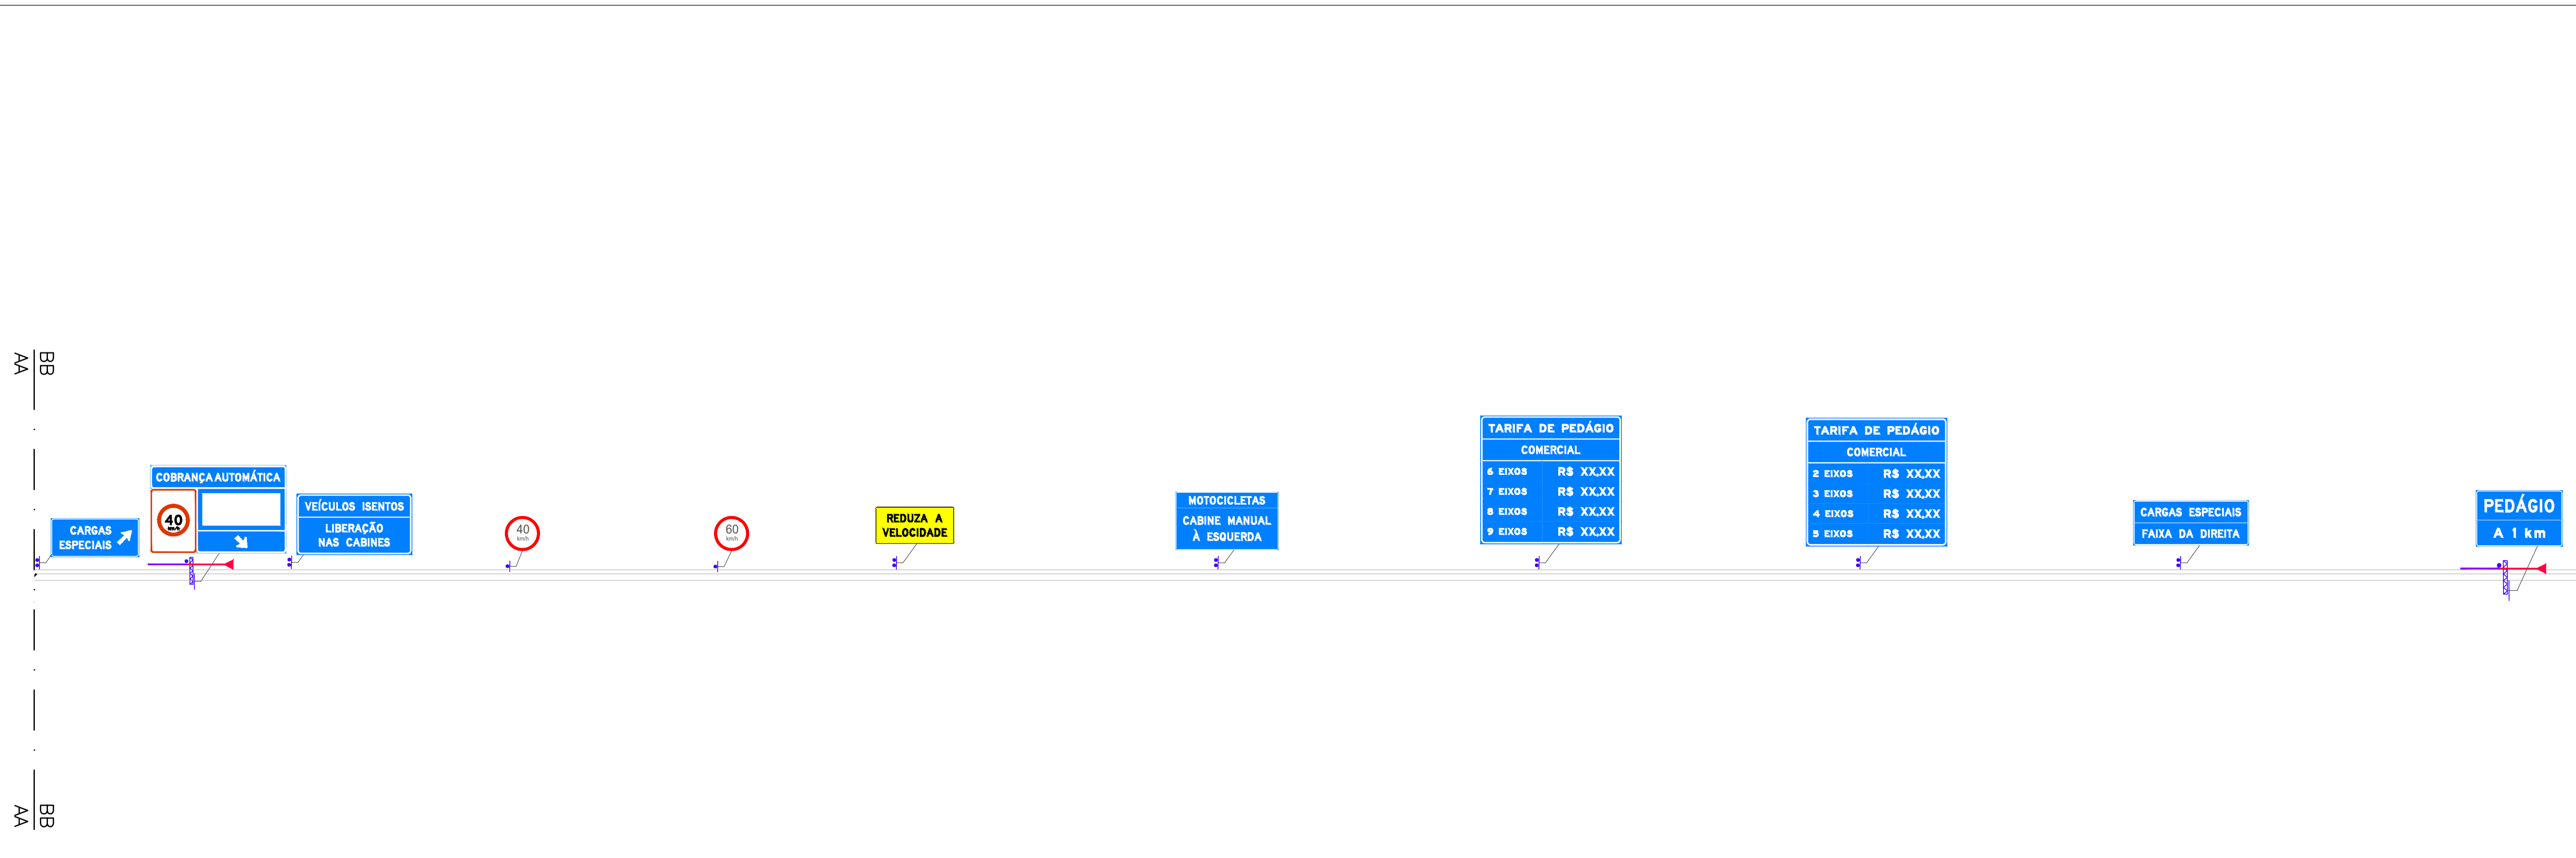 BB
AA
CARGAS
ESPECIAIS
COBRANÇA AUTOMÁTICA
40
km/h
VEÍCULOS ISENTOS
LIBERAÇÃO
NAS CABINES
40
km/h
60
km/h
REDUZA A
VELOCIDADE
MOTOCICLETAS
CABINE MANUAL
À ESQUERDA
TARIFA DE PEDÁGIO
COMERCIAL
6 EIXOS R$ XX,XX
7 EIXOS R$ XX,XX
8 EIXOS R$ XX,XX
9 EIXOS R$ XX,XX
TARIFA DE PEDÁGIO
COMERCIAL
2 EIXOS R$ XX,XX
3 EIXOS R$ XX,XX
4 EIXOS R$ XX,XX
5 EIXOS R$ XX,XX
CARGAS ESPECIAIS
FAIXA DA DIREITA
PEDÁGIO
A 1 km
BB
AA